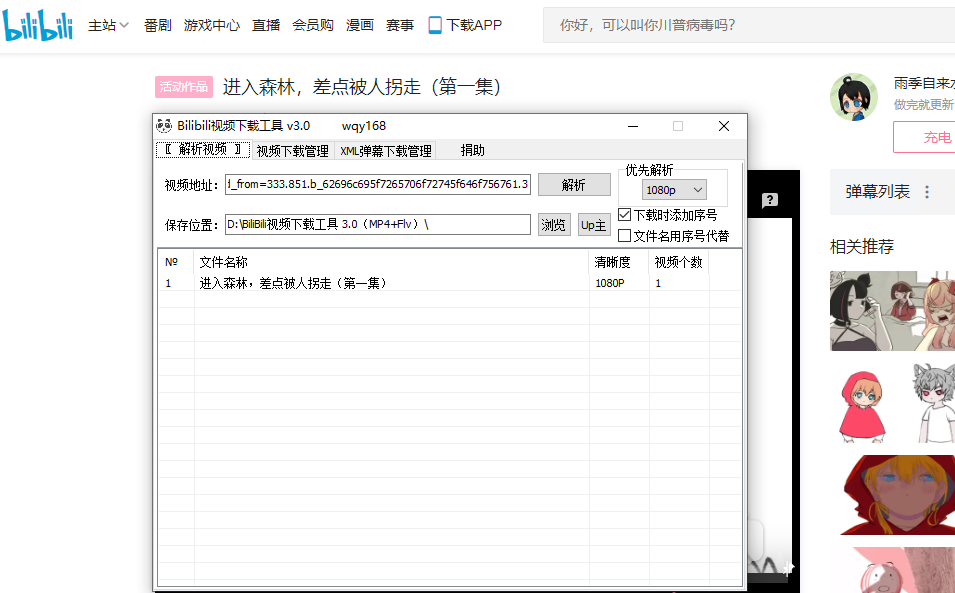 bilibili 主站 番剧 游戏中心 直播 会员购 漫画 赛事 下载APP 你好，可以叫你川普病毒吗?
活动作品 进入森林，差点被人拐走（第一集）
雨季自来水
做完就更新
充电
Bilibili视频下载工具 v3.0 wqy168
〖 解析视频 〗 视频下载管理 XML弹幕下载管理 捐助
视频地址： d_from=333.851.b_62696c695f7265706f72745f646f756761.3 解析
优先解析
1080p
保存位置： D:\BiliBili视频下载工具 3.0（MP4+Flv）\ 浏览 Up主
下载时添加序号
文件名用序号代替
№ 文件名称 清晰度 视频个数
1 进入森林，差点被人拐走（第一集） 1080P 1
弹幕列表
相关推荐